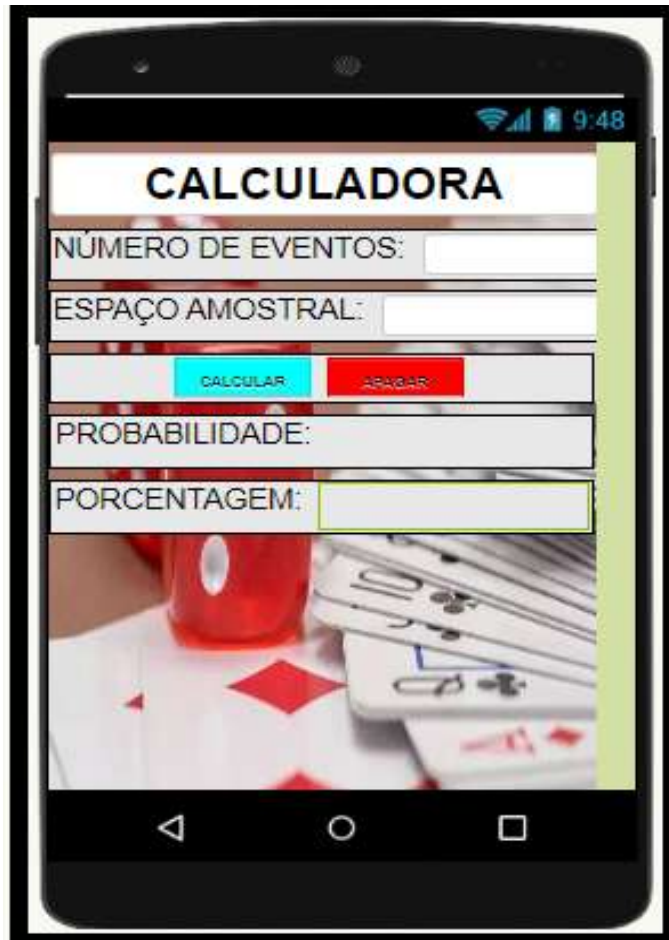 9:48
CALCULADORA
NÚMERO DE EVENTOS:
ESPAÇO AMOSTRAL:
CALCULAR APAGAR
PROBABILIDADE:
PORCENTAGEM: